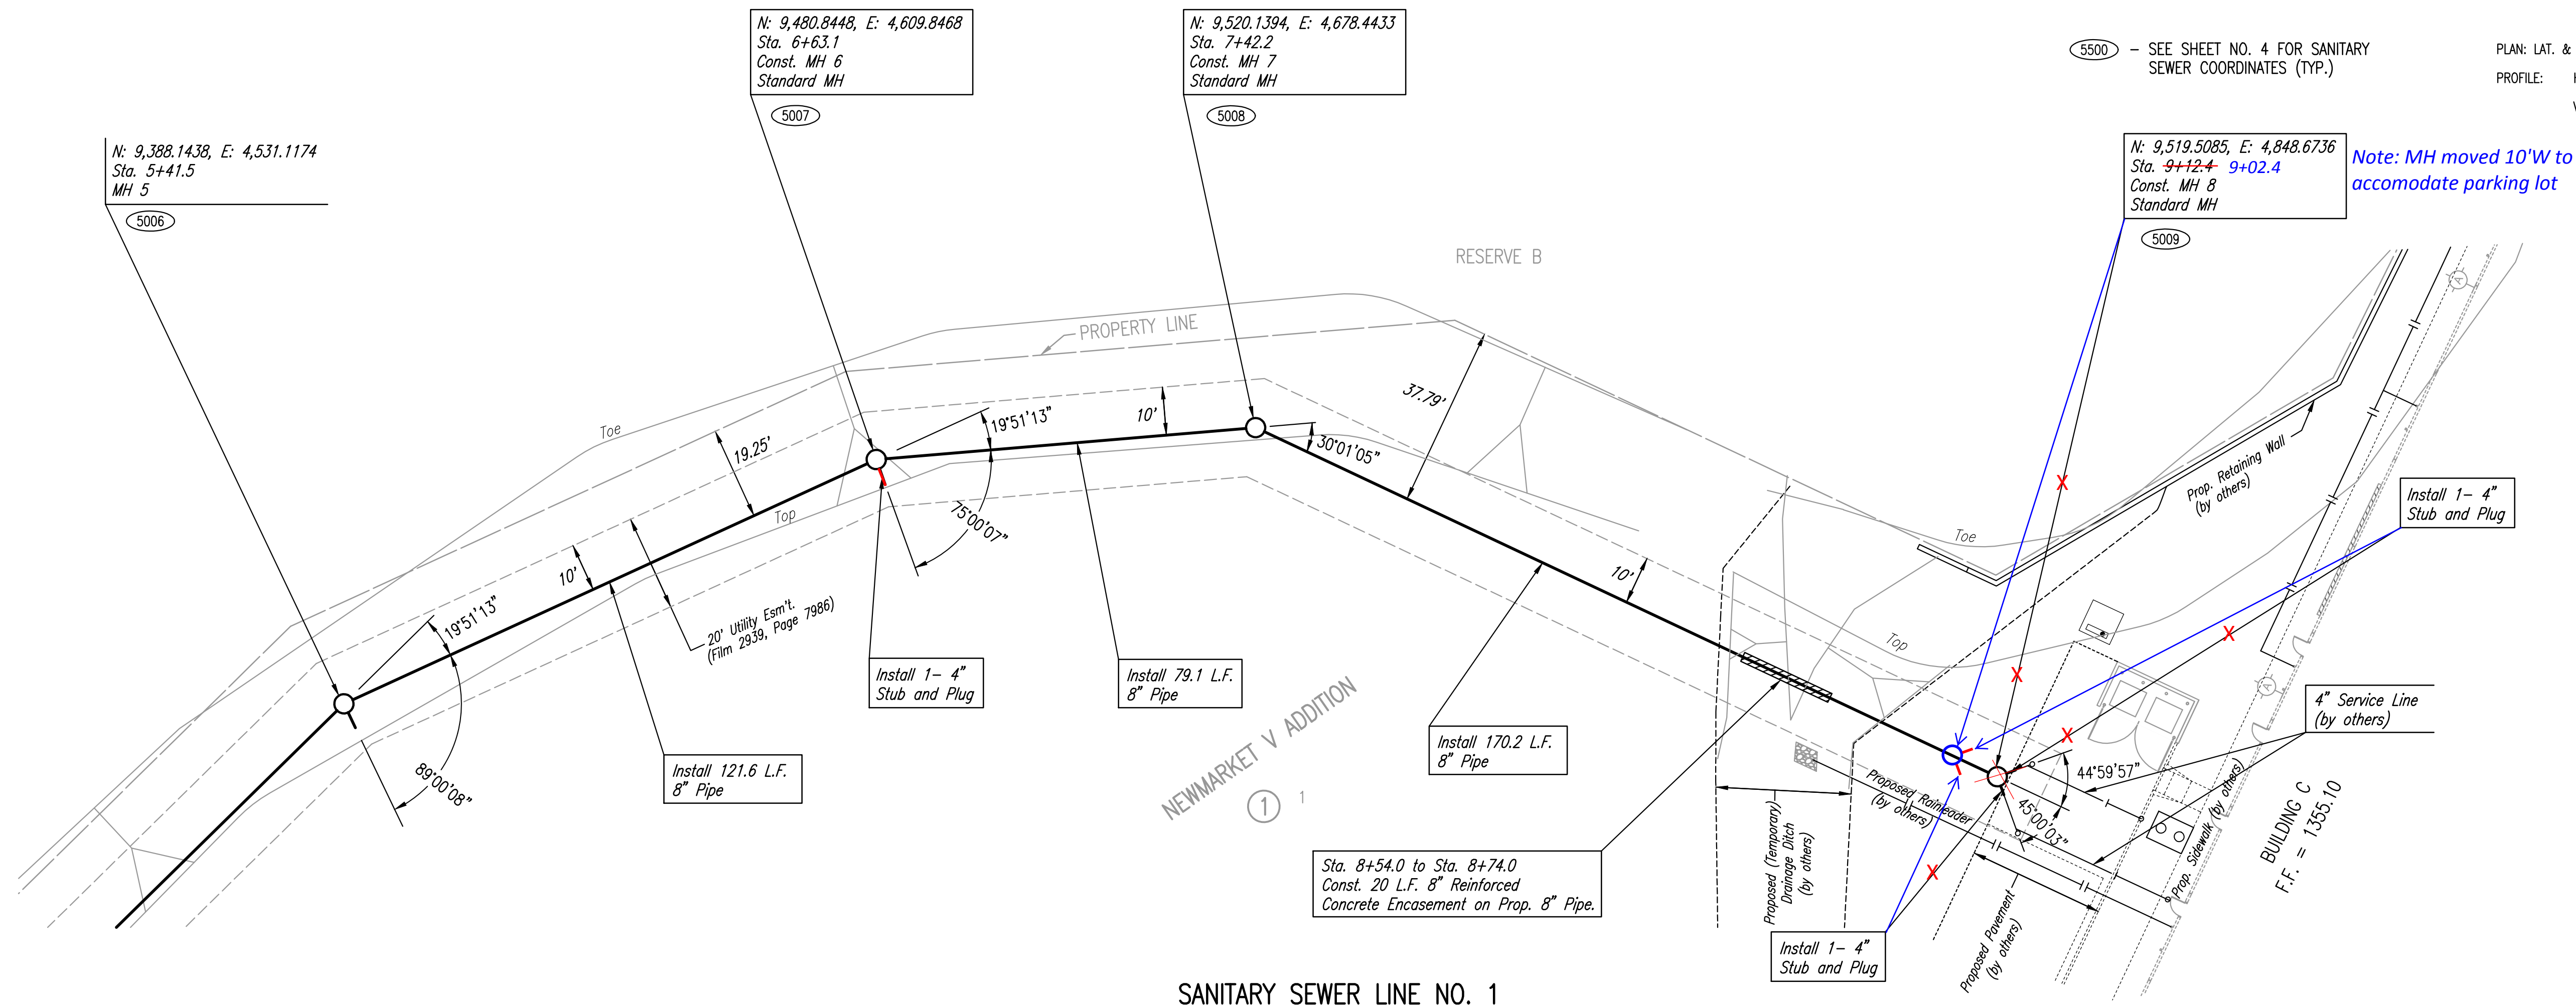 N: 9,480.8448, E: 4,609.8468
Sta. 6+63.1
Const. MH 6
Standard MH
5007
N: 9,520.1394, E: 4,678.4433
Sta. 7+42.2
Const. MH 7
Standard MH
5008
5500 – SEE SHEET NO. 4 FOR SANITARY
SEWER COORDINATES (TYP.)
PLAN: LAT. &
PROFILE:
N: 9,388.1438, E: 4,531.1174
Sta. 5+41.5
MH 5
5006
N: 9,519.5085, E: 4,848.6736
Sta. 9+12.4 9+02.4
Const. MH 8
Standard MH
5009
Note: MH moved 10'W to
accomodate parking lot
RESERVE B
PROPERTY LINE
Toe
19.25'
19°51'13"
10'
37.79'
30°01'05"
Top
75°00'07"
10'
19°51'13"
89°00'08"
20' Utility Esm't.
(Film 2939, Page 7986)
Install 1- 4"
Stub and Plug
Install 79.1 L.F.
8" Pipe
Install 121.6 L.F.
8" Pipe
NEWMARKET V ADDITION
1
1
Install 170.2 L.F.
8" Pipe
10'
Toe
Top
Prop. Retaining Wall
(by others)
A
X
Install 1- 4"
Stub and Plug
X
X
X
A
4" Service Line
(by others)
44°59'57"
45°00'03"
Proposed Rainleader
(by others)
Prop. Sidewalk (by others)
BUILDING C
F.F. = 1355.10
Proposed (Temporary)
Drainage Ditch
(by others)
X
Sta. 8+54.0 to Sta. 8+74.0
Const. 20 L.F. 8" Reinforced
Concrete Encasement on Prop. 8" Pipe.
Install 1- 4"
Stub and Plug
Proposed Pavement
(by others)
SANITARY SEWER LINE NO. 1